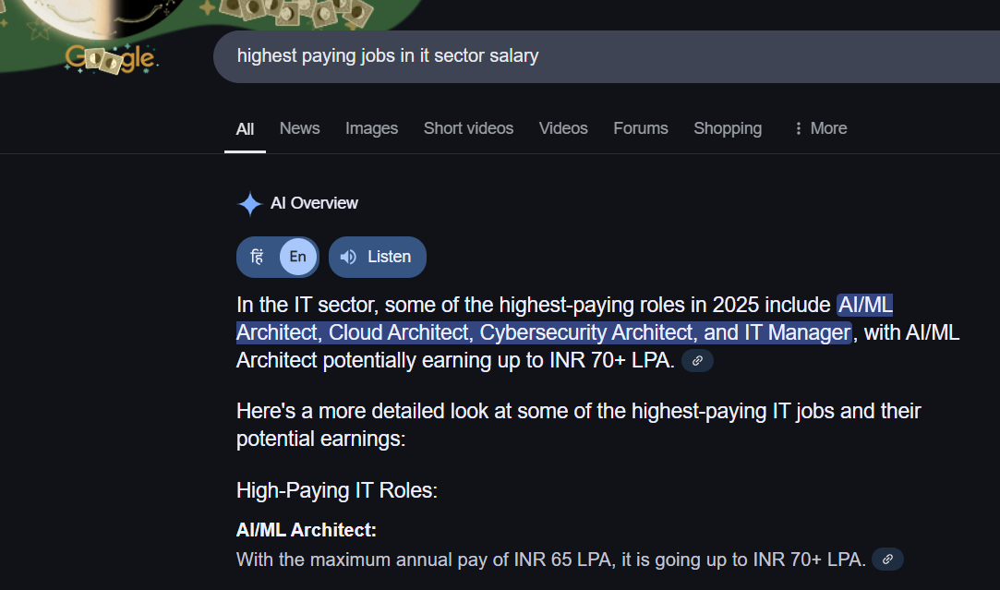 Google
highest paying jobs in it sector salary
All News Images Short videos Videos Forums Shopping More
AI Overview
हिं En Listen
In the IT sector, some of the highest-paying roles in 2025 include AI/ML
Architect, Cloud Architect, Cybersecurity Architect, and IT Manager, with AI/ML
Architect potentially earning up to INR 70+ LPA.
Here's a more detailed look at some of the highest-paying IT jobs and their
potential earnings:
High-Paying IT Roles:
AI/ML Architect:
With the maximum annual pay of INR 65 LPA, it is going up to INR 70+ LPA.